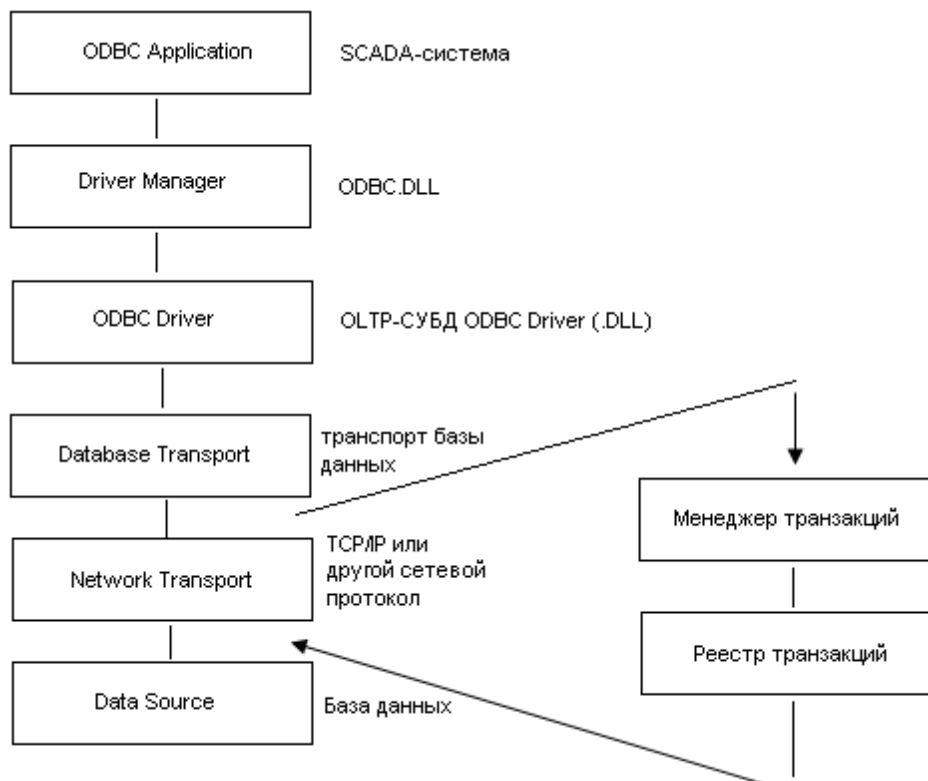 ODBC Application
SCADA-система
Driver Manager
ODBC.DLL
ODBC Driver
OLTP-СУБД ODBC Driver (.DLL)
Database Transport
транспорт базы
данных
Менеджер транзакций
Network Transport
TCP/IP или
другой сетевой
протокол
Реестр транзакций
Data Source
База данных